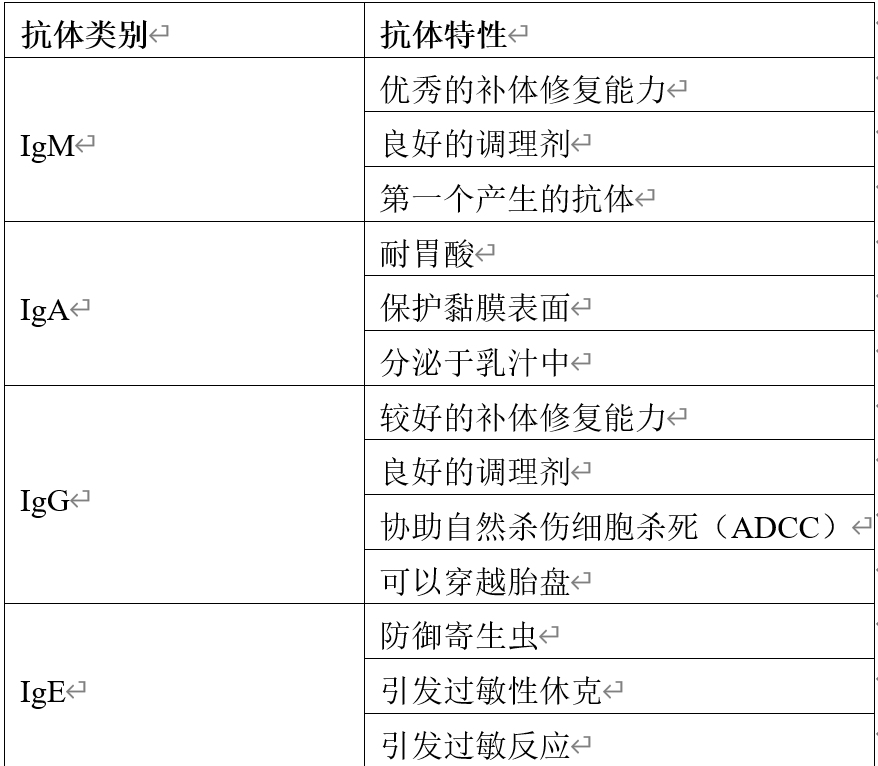 抗体类别 抗体特性
优秀的补体修复能力
IgM
良好的调理剂
第一个产生的抗体
耐胃酸
IgA
保护黏膜表面
分泌于乳汁中
较好的补体修复能力
良好的调理剂
IgG
协助自然杀伤细胞杀死（ADCC）
可以穿越胎盘
防御寄生虫
IgE
引发过敏性休克
引发过敏反应